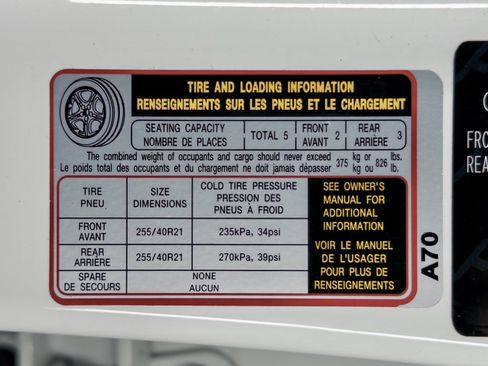 TIRE AND LOADING INFORMATION
RENSEIGNEMENTS SUR LES PNEUS ET LE CHARGEMENT
SEATING CAPACITY
NOMBRE DE PLACES
TOTAL 5
FRONT
AVANT
2
REAR
ARRIÈRE
3
The combined weight of occupants and cargo should never exceed 375 kg or 826 lbs.
Le poids total des occupants et du chargement ne doit jamais dépasser 375 kg ou 826 lb.
TIRE
PNEU
SIZE
DIMENSIONS
COLD TIRE PRESSURE
PRESSION DES
PNEUS À FROID
SEE OWNER'S
MANUAL FOR
ADDITIONAL
INFORMATION
FRONT
AVANT
255/40R21
235kPa, 34psi
REAR
ARRIÈRE
255/40R21
270kPa, 39psi
VOIR LE MANUEL
DE L'USAGER
POUR PLUS DE
RENSEIGNEMENTS
SPARE
DE SECOURS
NONE
AUCUN
A70
FRO
REA